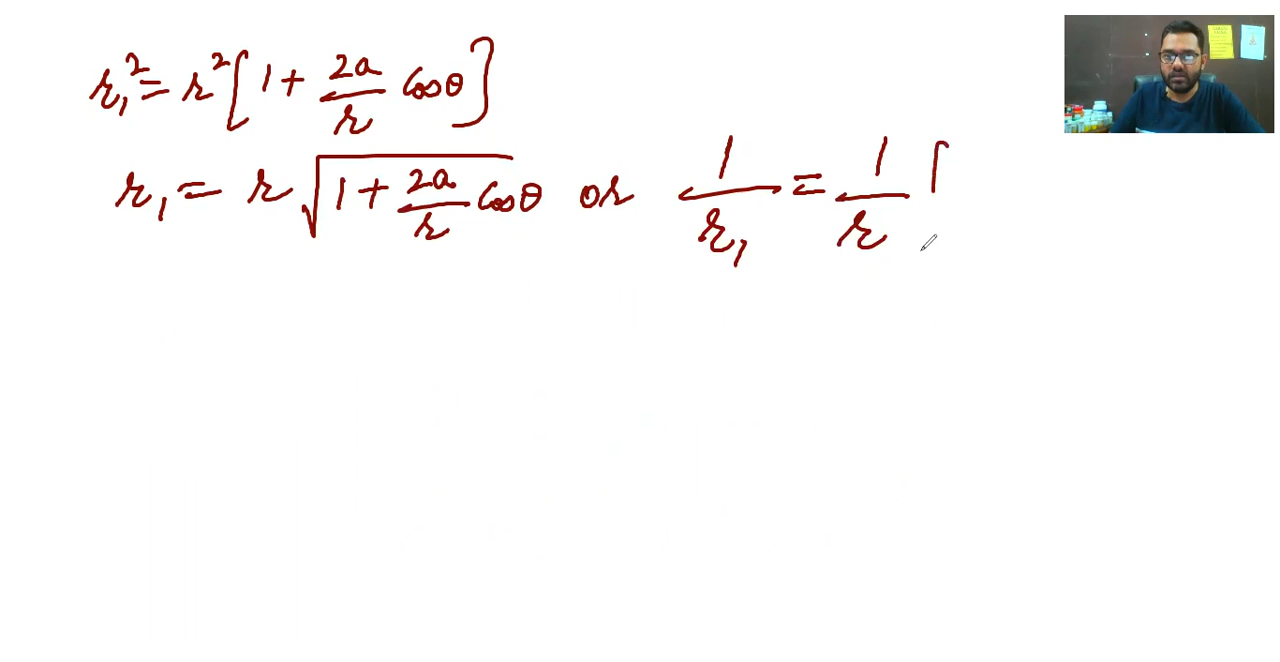 r₁² = r² [ 1 + 2a/r cosθ ]
r₁ = r √(1 + 2a/r cosθ) or 1/r₁ = 1/r [